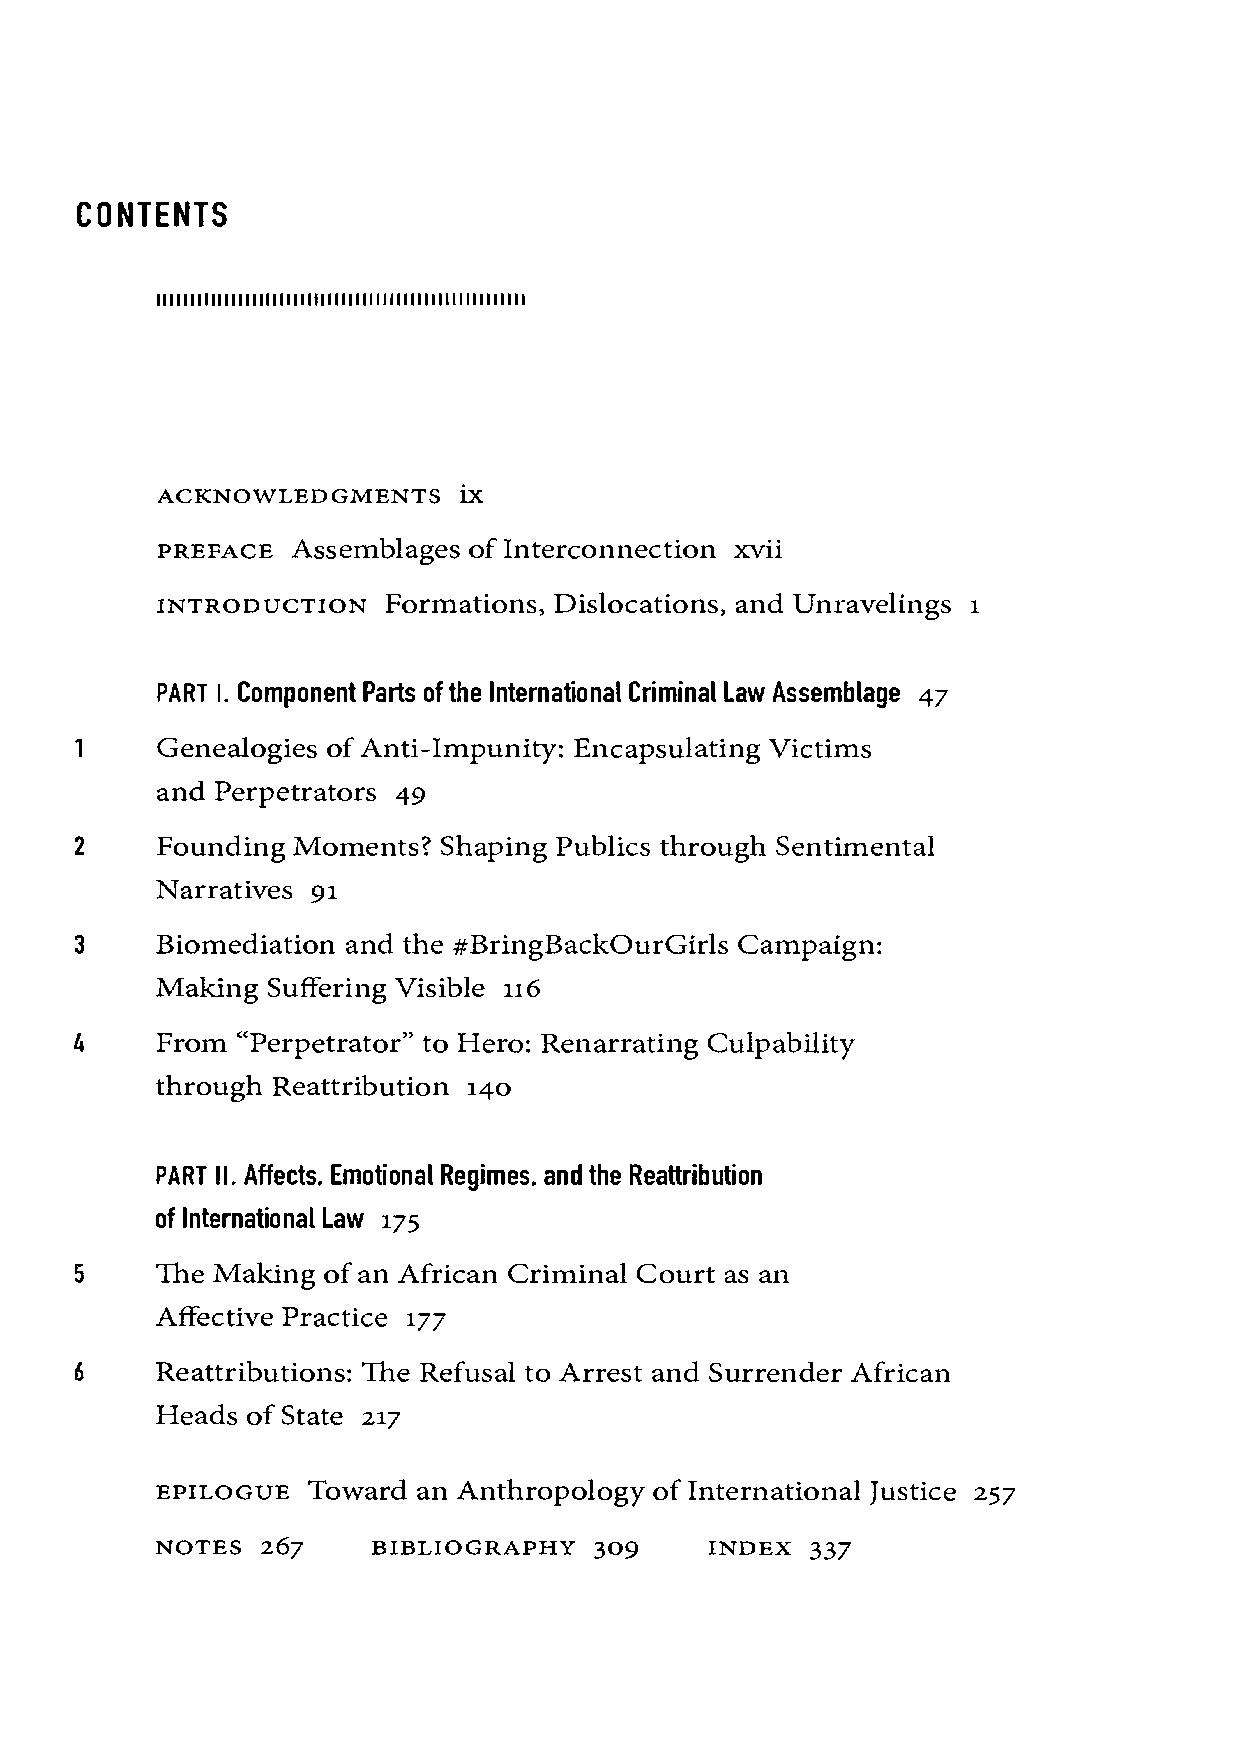 CONTENTS
ACKNOWLEDGMENTS ix
PREFACE Assemblages of Interconnection xvii
INTRODUCTION Formations, Dislocations, and Unravelings 1
PART I. Component Parts of the International Criminal Law Assemblage 47
1 Genealogies of Anti-Impunity: Encapsulating Victims
and Perpetrators 49
2 Founding Moments? Shaping Publics through Sentimental
Narratives 91
3 Biomediation and the #BringBackOurGirls Campaign:
Making Suffering Visible 116
4 From “Perpetrator” to Hero: Renarrating Culpability
through Reattribution 140
PART II. Affects, Emotional Regimes, and the Reattribution
of International Law 175
5 The Making of an African Criminal Court as an
Affective Practice 177
6 Reattributions: The Refusal to Arrest and Surrender African
Heads of State 217
EPILOGUE Toward an Anthropology of International Justice 257
NOTES 267 BIBLIOGRAPHY 309 INDEX 337